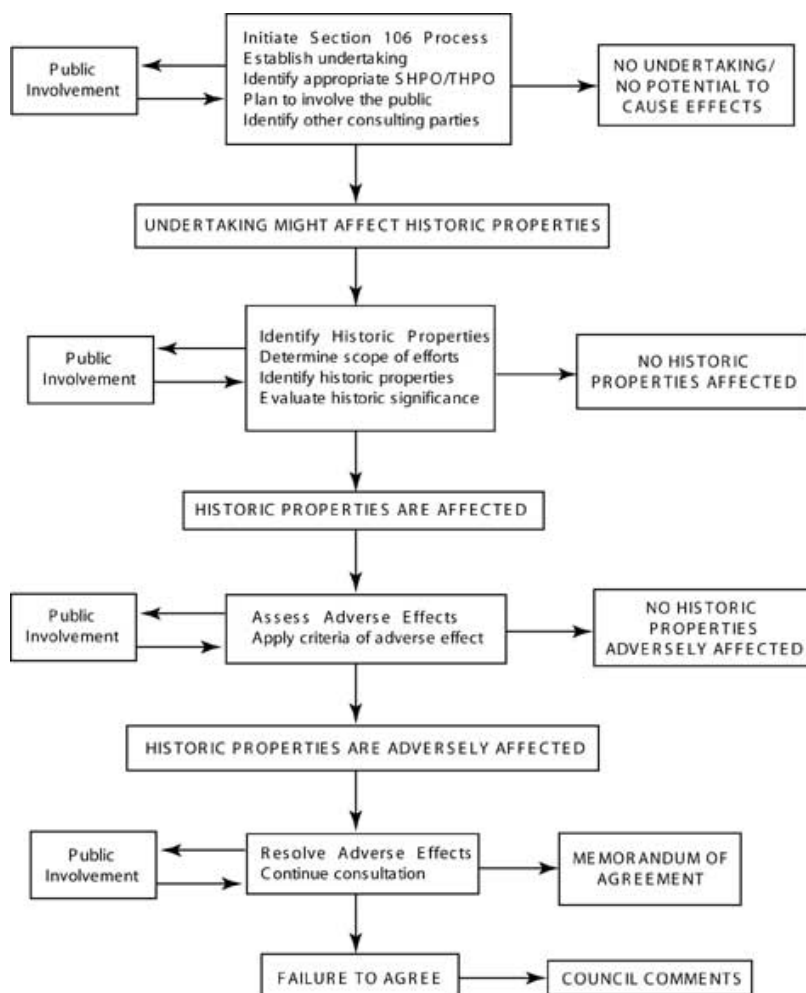 Initiate Section 106 Process
Establish undertaking
Identify appropriate SHPO/THPO
Plan to involve the public
Identify other consulting parties
Public
Involvement
NO UNDERTAKING/
NO POTENTIAL TO
CAUSE EFFECTS
UNDERTAKING MIGHT AFFECT HISTORIC PROPERTIES
Identify Historic Properties
Determine scope of efforts
Identify historic properties
Evaluate historic significance
Public
Involvement
NO HISTORIC
PROPERTIES AFFECTED
HISTORIC PROPERTIES ARE AFFECTED
Assess Adverse Effects
Apply criteria of adverse effect
Public
Involvement
NO HISTORIC
PROPERTIES
ADVERSELY AFFECTED
HISTORIC PROPERTIES ARE ADVERSELY AFFECTED
Resolve Adverse Effects
Continue consultation
Public
Involvement
MEMORANDUM OF
AGREEMENT
FAILURE TO AGREE
COUNCIL COMMENTS